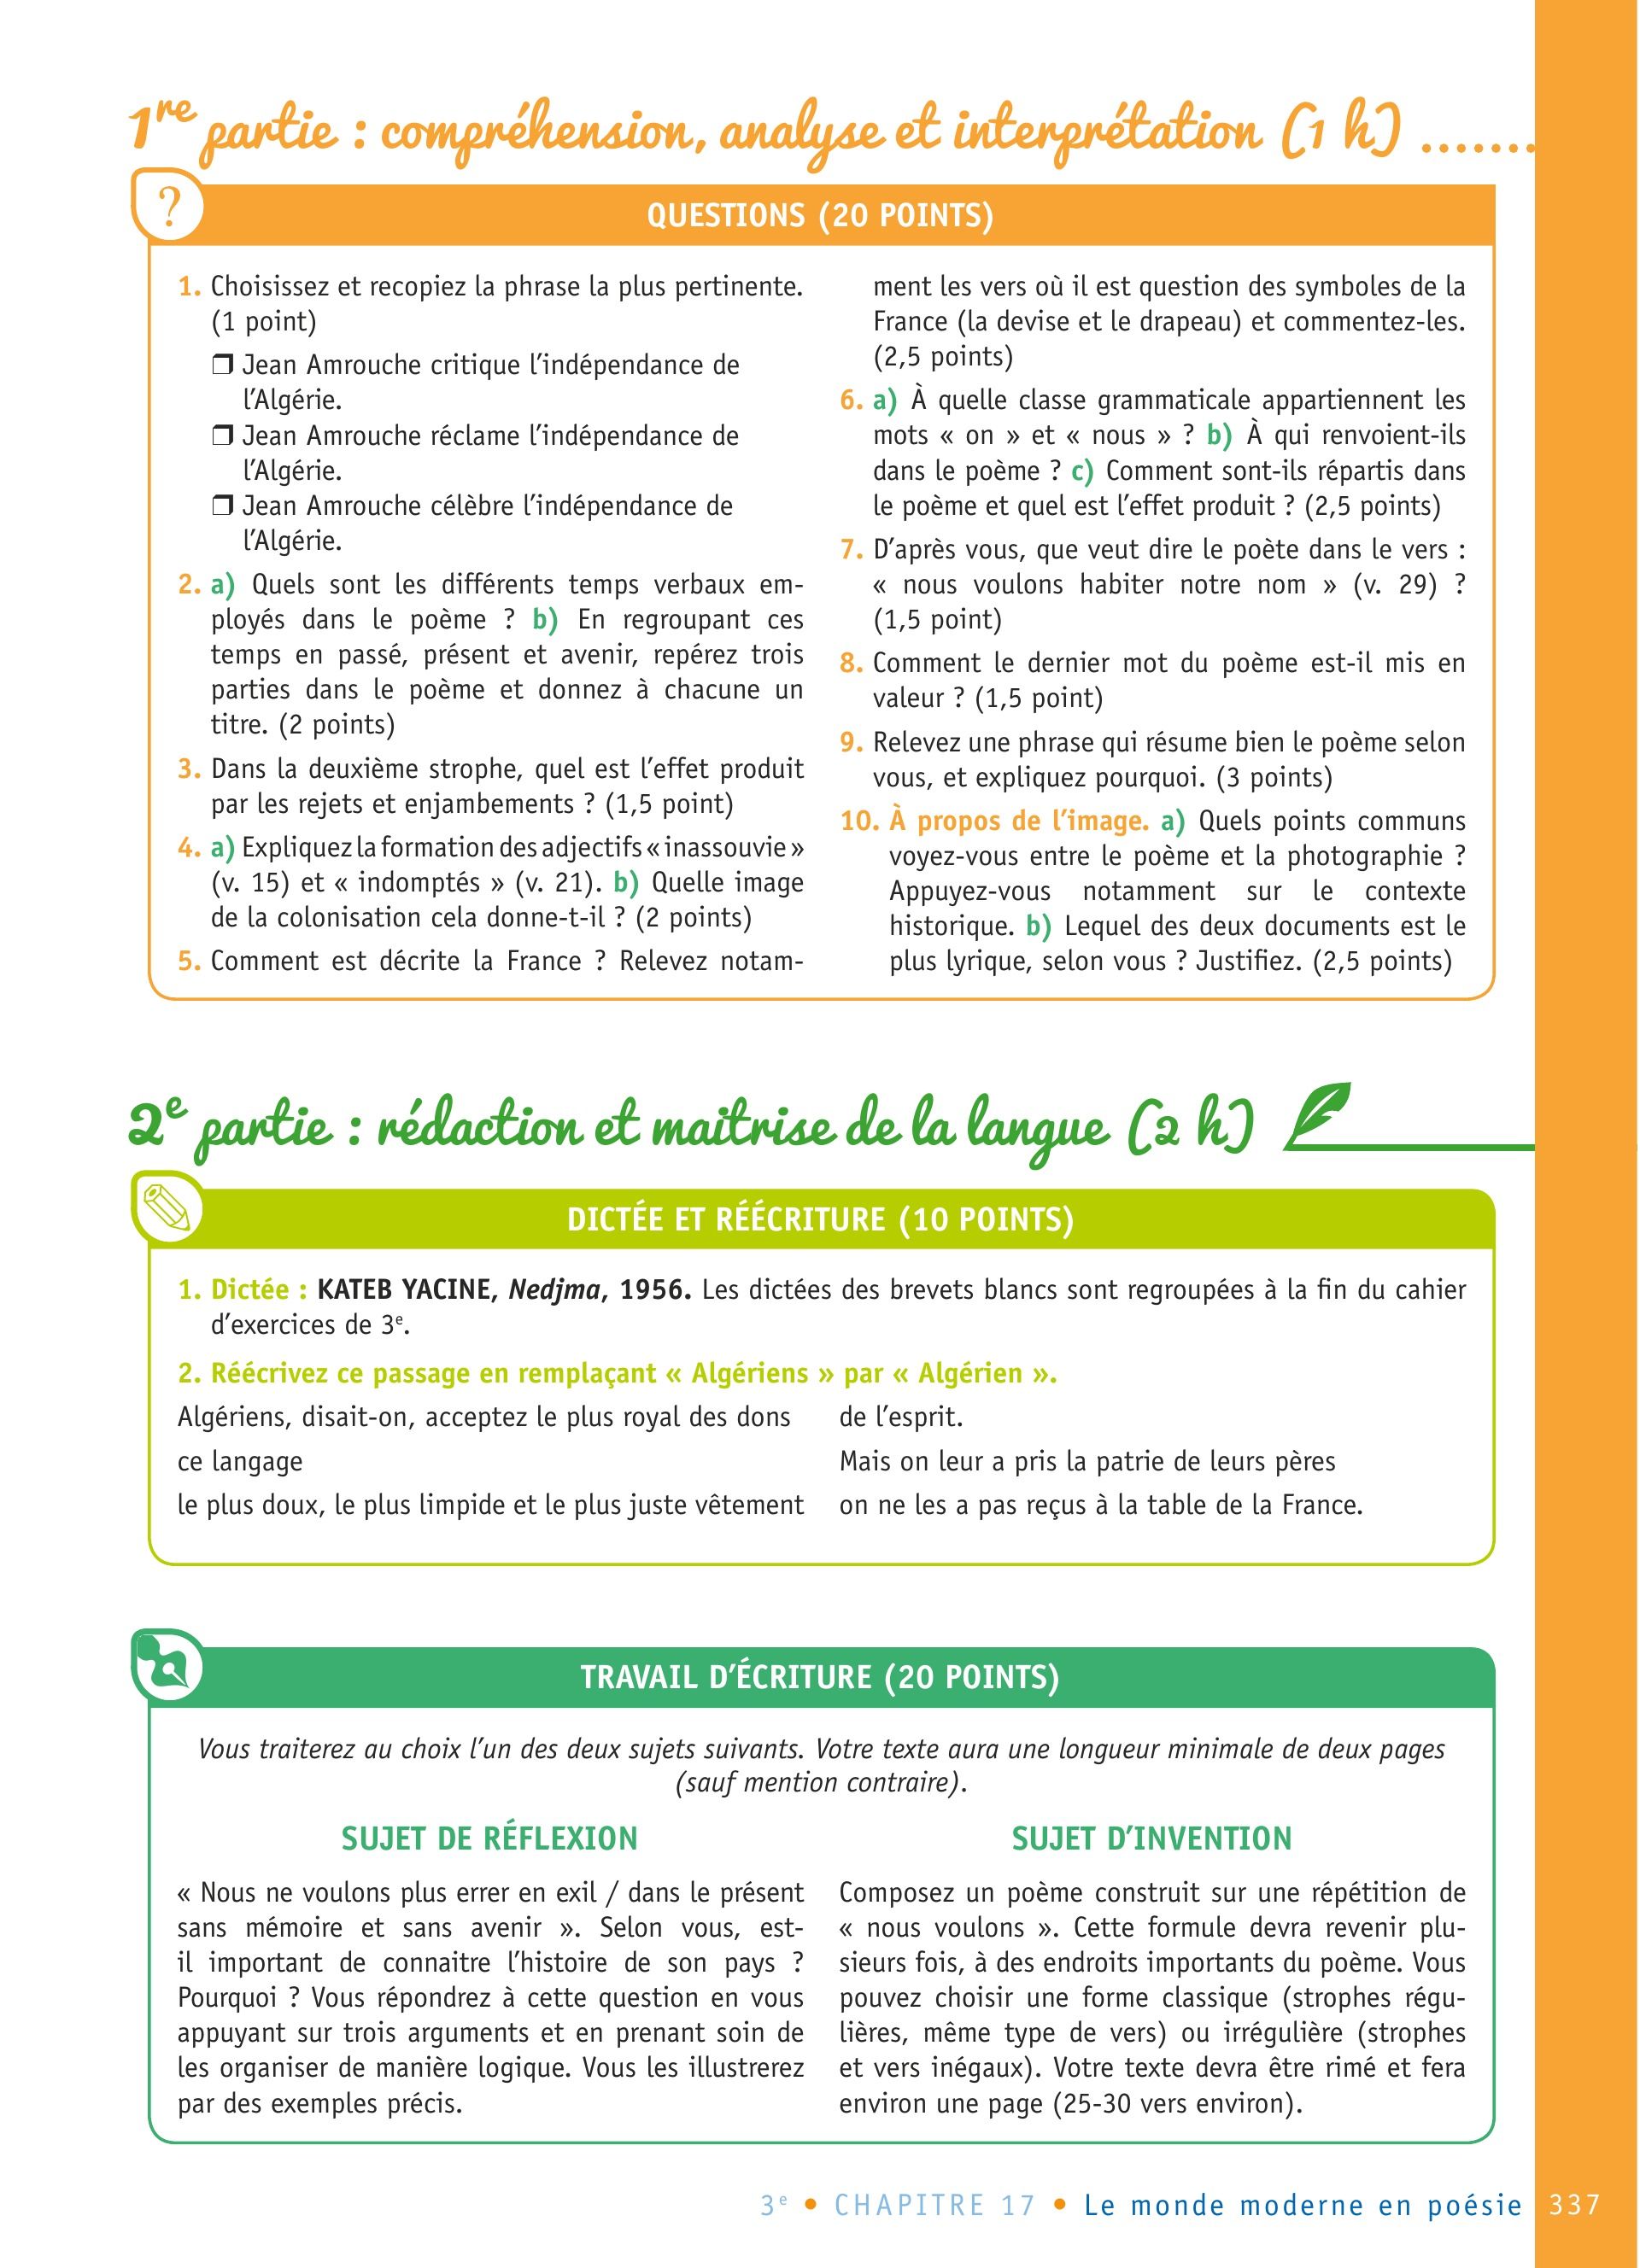 1re partie : compréhension, analyse et interprétation (1 h) .......
?
QUESTIONS (20 POINTS)
1. Choisissez et recopiez la phrase la plus pertinente.
(1 point)
❒ Jean Amrouche critique l’indépendance de
l’Algérie.
❒ Jean Amrouche réclame l’indépendance de
l’Algérie.
❒ Jean Amrouche célèbre l’indépendance de
l’Algérie.
2. a) Quels sont les différents temps verbaux em-
ployés dans le poème ? b) En regroupant ces
temps en passé, présent et avenir, repérez trois
parties dans le poème et donnez à chacune un
titre. (2 points)
3. Dans la deuxième strophe, quel est l’effet produit
par les rejets et enjambements ? (1,5 point)
4. a) Expliquez la formation des adjectifs « inassouvie »
(v. 15) et « indomptés » (v. 21). b) Quelle image
de la colonisation cela donne-t-il ? (2 points)
5. Comment est décrite la France ? Relevez notam-
ment les vers où il est question des symboles de la
France (la devise et le drapeau) et commentez-les.
(2,5 points)
6. a) À quelle classe grammaticale appartiennent les
mots « on » et « nous » ? b) À qui renvoient-ils
dans le poème ? c) Comment sont-ils répartis dans
le poème et quel est l’effet produit ? (2,5 points)
7. D’après vous, que veut dire le poète dans le vers :
« nous voulons habiter notre nom » (v. 29) ?
(1,5 point)
8. Comment le dernier mot du poème est-il mis en
valeur ? (1,5 point)
9. Relevez une phrase qui résume bien le poème selon
vous, et expliquez pourquoi. (3 points)
10. À propos de l’image. a) Quels points communs
voyez-vous entre le poème et la photographie ?
Appuyez-vous notamment sur le contexte
historique. b) Lequel des deux documents est le
plus lyrique, selon vous ? Justifiez. (2,5 points)
2e partie : rédaction et maitrise de la langue (2 h)
DICTÉE ET RÉÉCRITURE (10 POINTS)
1. Dictée : KATEB YACINE, Nedjma, 1956. Les dictées des brevets blancs sont regroupées à la fin du cahier
d’exercices de 3e.
2. Réécrivez ce passage en remplaçant « Algériens » par « Algérien ».
Algériens, disait-on, acceptez le plus royal des dons
ce langage
le plus doux, le plus limpide et le plus juste vêtement
de l’esprit.
Mais on leur a pris la patrie de leurs pères
on ne les a pas reçus à la table de la France.
TRAVAIL D’ÉCRITURE (20 POINTS)
Vous traiterez au choix l’un des deux sujets suivants. Votre texte aura une longueur minimale de deux pages
(sauf mention contraire).
SUJET DE RÉFLEXION
« Nous ne voulons plus errer en exil / dans le présent
sans mémoire et sans avenir ». Selon vous, est-
il important de connaitre l’histoire de son pays ?
Pourquoi ? Vous répondrez à cette question en vous
appuyant sur trois arguments et en prenant soin de
les organiser de manière logique. Vous les illustrerez
par des exemples précis.
SUJET D’INVENTION
Composez un poème construit sur une répétition de
« nous voulons ». Cette formule devra revenir plu-
sieurs fois, à des endroits importants du poème. Vous
pouvez choisir une forme classique (strophes régu-
lières, même type de vers) ou irrégulière (strophes
et vers inégaux). Votre texte devra être rimé et fera
environ une page (25-30 vers environ).
3e • CHAPITRE 17 • Le monde moderne en poésie 337